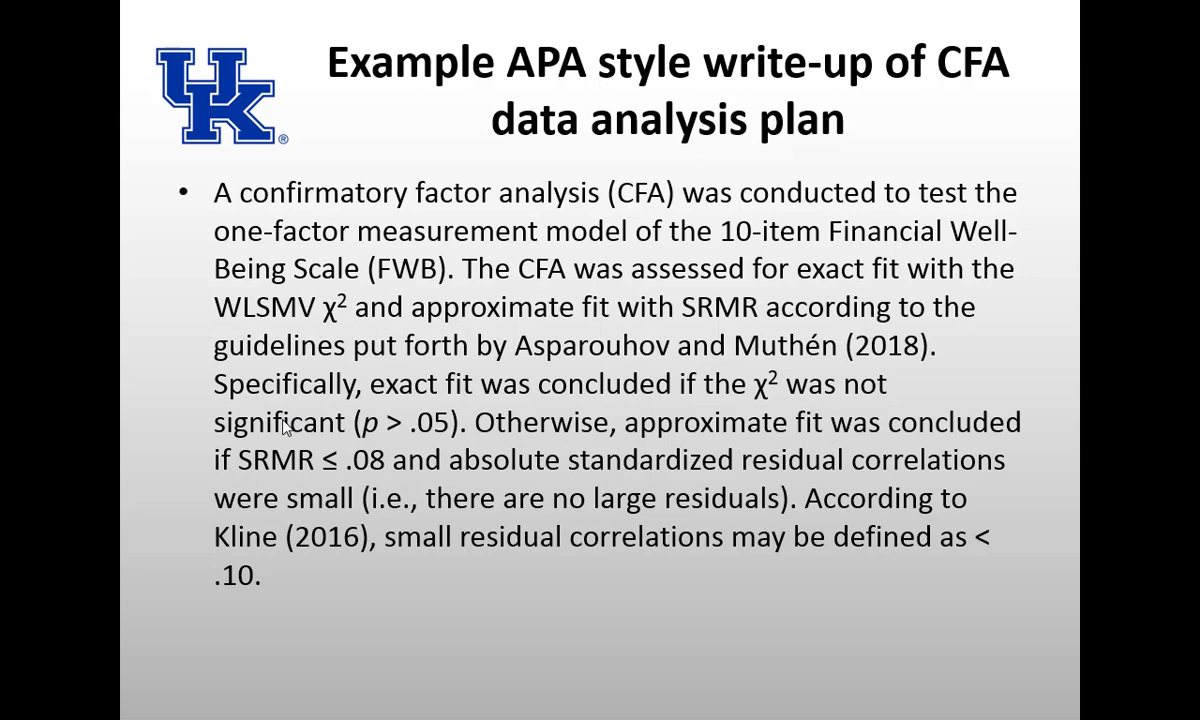 UK®
Example APA style write-up of CFA
data analysis plan
• A confirmatory factor analysis (CFA) was conducted to test the
one-factor measurement model of the 10-item Financial Well-
Being Scale (FWB). The CFA was assessed for exact fit with the
WLSMV χ² and approximate fit with SRMR according to the
guidelines put forth by Asparouhov and Muthén (2018).
Specifically, exact fit was concluded if the χ² was not
significant (p > .05). Otherwise, approximate fit was concluded
if SRMR ≤ .08 and absolute standardized residual correlations
were small (i.e., there are no large residuals). According to
Kline (2016), small residual correlations may be defined as <
.10.